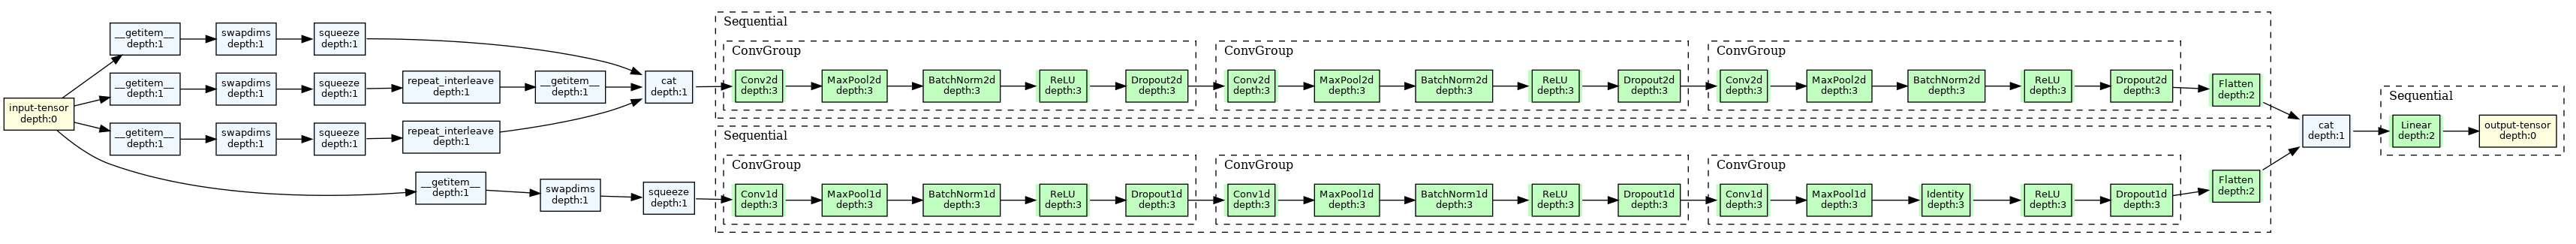 input-tensor
depth:0
__getitem__
depth:1
swapdims
depth:1
squeeze
depth:1
__getitem__
depth:1
swapdims
depth:1
squeeze
depth:1
repeat_interleave
depth:1
__getitem__
depth:1
__getitem__
depth:1
swapdims
depth:1
squeeze
depth:1
repeat_interleave
depth:1
cat
depth:1
__getitem__
depth:1
swapdims
depth:1
squeeze
depth:1
Sequential
ConvGroup
Conv2d
depth:3
MaxPool2d
depth:3
BatchNorm2d
depth:3
ReLU
depth:3
Dropout2d
depth:3
ConvGroup
Conv2d
depth:3
MaxPool2d
depth:3
BatchNorm2d
depth:3
ReLU
depth:3
Dropout2d
depth:3
ConvGroup
Conv2d
depth:3
MaxPool2d
depth:3
BatchNorm2d
depth:3
ReLU
depth:3
Dropout2d
depth:3
Flatten
depth:2
Sequential
ConvGroup
Conv1d
depth:3
MaxPool1d
depth:3
BatchNorm1d
depth:3
ReLU
depth:3
Dropout1d
depth:3
ConvGroup
Conv1d
depth:3
MaxPool1d
depth:3
BatchNorm1d
depth:3
ReLU
depth:3
Dropout1d
depth:3
ConvGroup
Conv1d
depth:3
MaxPool1d
depth:3
Identity
depth:3
ReLU
depth:3
Dropout1d
depth:3
Flatten
depth:2
cat
depth:1
Sequential
Linear
depth:2
output-tensor
depth:0